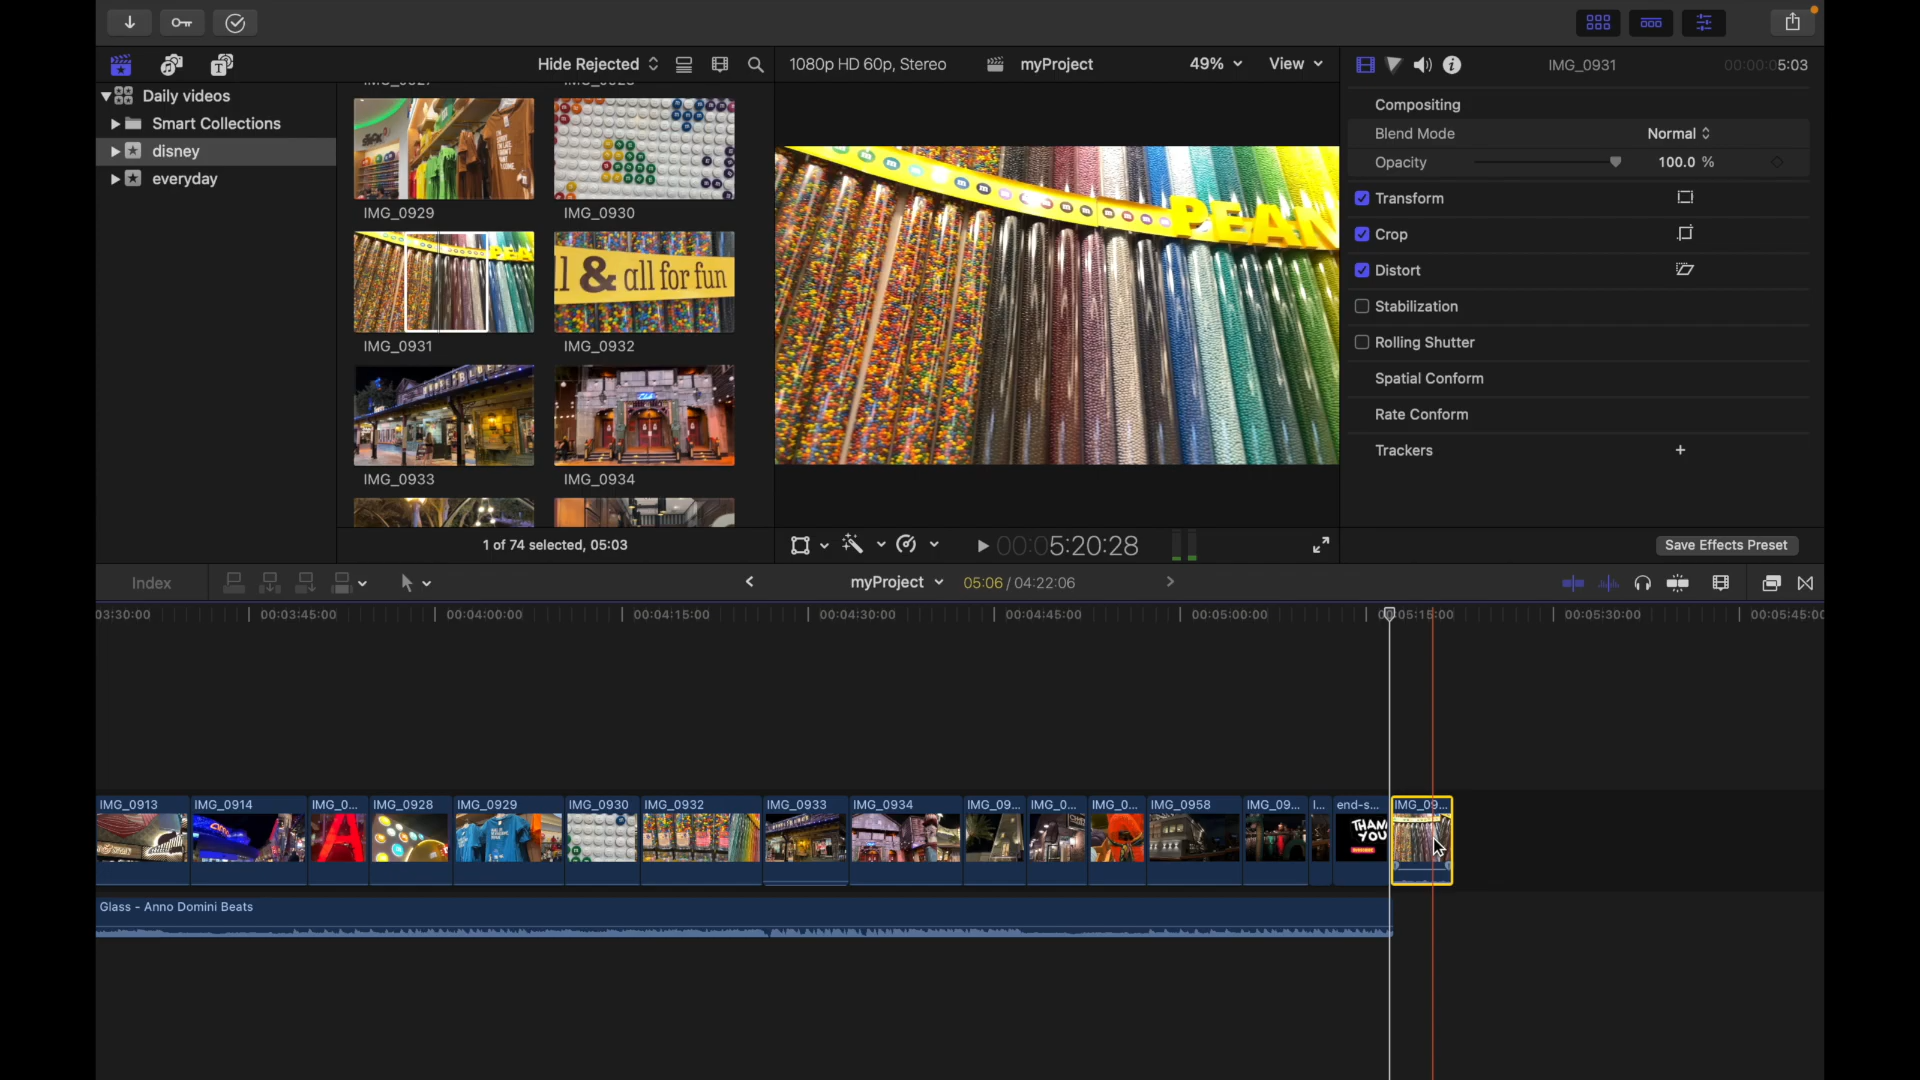 Hide Rejected
1080p HD 60p, Stereo
myProject
49%
View
IMG_0931
00:00:05:03
Daily videos
Smart Collections
disney
everyday
IMG_0929
IMG_0930
IMG_0931
IMG_0932
IMG_0933
IMG_0934
& all for fun
BEAN
1 of 74 selected, 05:03
00:05:20:28
Compositing
Blend Mode
Normal
Opacity
100.0 %
Transform
Crop
Distort
Stabilization
Rolling Shutter
Spatial Conform
Rate Conform
Trackers
+
Save Effects Preset
Index
myProject
05:06 / 04:22:06
03:30:00
00:03:45:00
00:04:00:00
00:04:15:00
00:04:30:00
00:04:45:00
00:05:00:00
00:05:15:00
00:05:30:00
00:05:45:00
IMG_0913
IMG_0914
IMG_0...
IMG_0928
IMG_0929
IMG_0930
IMG_0932
IMG_0933
IMG_0934
IMG_09...
IMG_0...
IMG_0...
IMG_0958
IMG_09...
I...
end-s...
IMG_09...
THAN
YOU
Glass - Anno Domini Beats